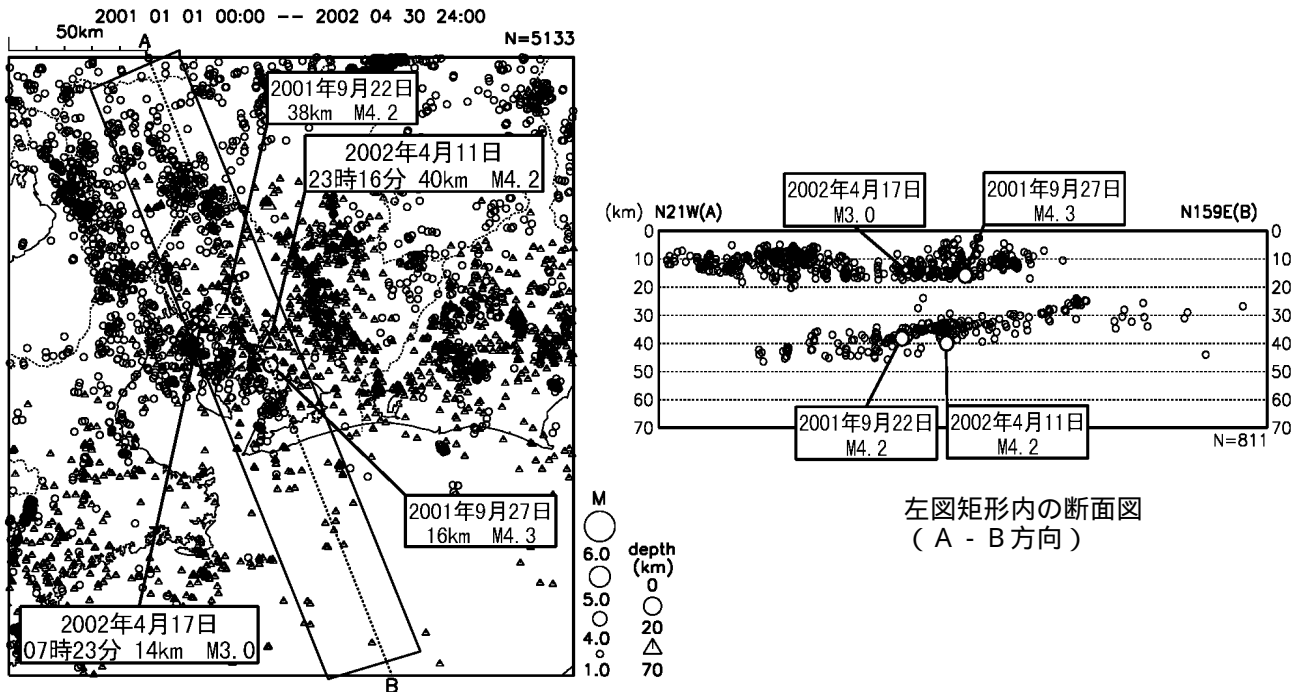 2001 01 01 00:00 -- 2002 04 30 24:00
50km
A
N=5133
2001年9月22日
38km M4.2
2002年4月11日
23時16分 40km M4.2
2001年9月27日
16km M4.3
2002年4月17日
07時23分 14km M3.0
B
M
6.0
5.0
4.0
1.0
depth
(km)
0
20
70
2002年4月17日
M3.0
2001年9月27日
M4.3
(km) N21W(A) N159E(B)
0 0
10 10
20 20
30 30
40 40
50 50
60 60
70 70
2001年9月22日
M4.2
2002年4月11日
M4.2
N=811
左図矩形内の断面図
(A-B方向)